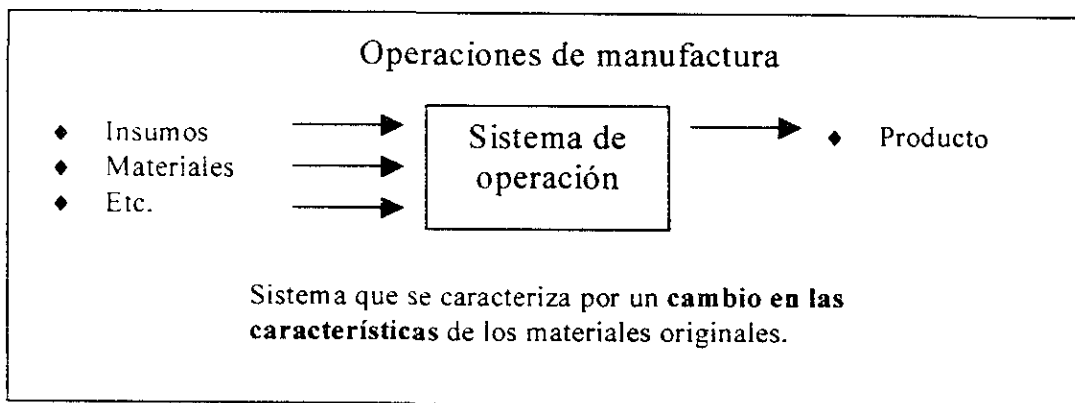 Operaciones de manufactura
♦ Insumos
♦ Materiales
♦ Etc.
Sistema de
operación
♦ Producto
Sistema que se caracteriza por un cambio en las
características de los materiales originales.